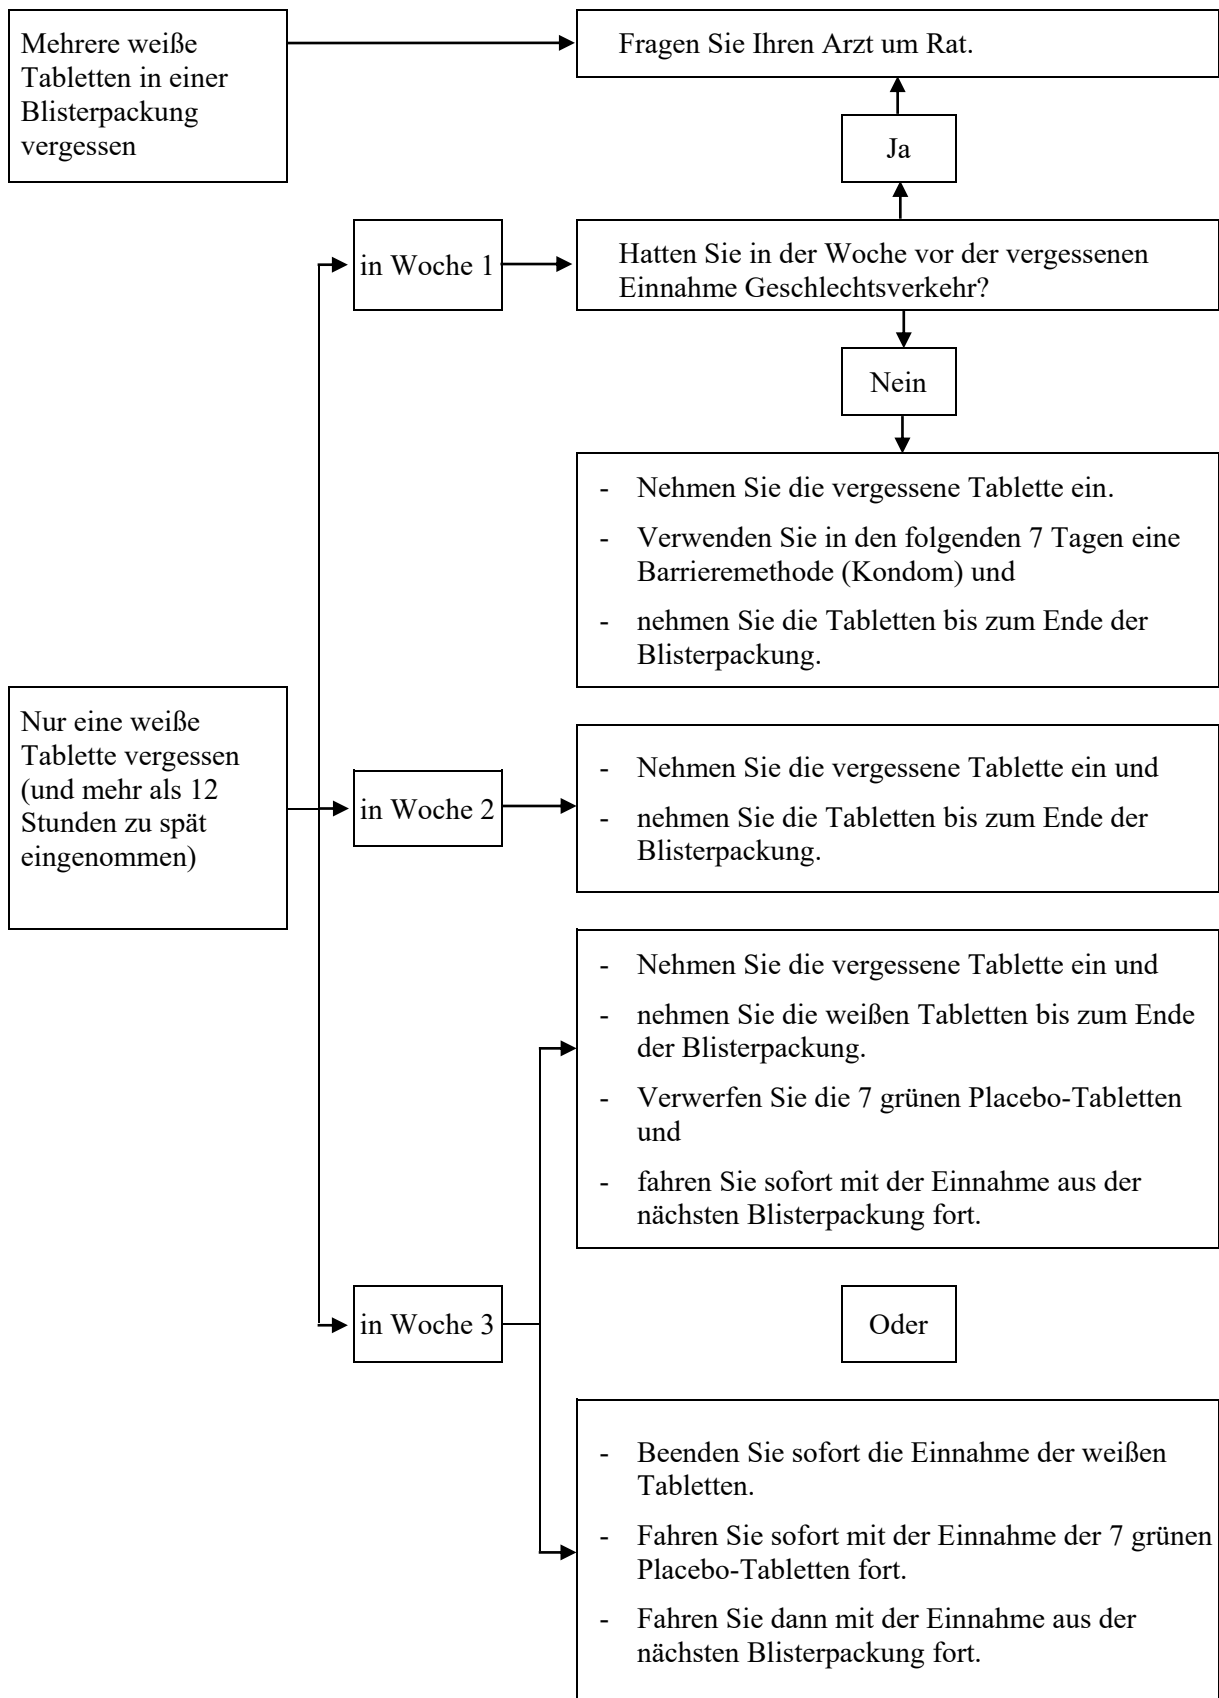 Mehrere weiße
Tabletten in einer
Blisterpackung
vergessen
Fragen Sie Ihren Arzt um Rat.
Ja
in Woche 1
Hatten Sie in der Woche vor der vergessenen
Einnahme Geschlechtsverkehr?
Nein
- Nehmen Sie die vergessene Tablette ein.
- Verwenden Sie in den folgenden 7 Tagen eine
Barrieremethode (Kondom) und
- nehmen Sie die Tabletten bis zum Ende der
Blisterpackung.
Nur eine weiße
Tablette vergessen
(und mehr als 12
Stunden zu spät
eingenommen)
in Woche 2
- Nehmen Sie die vergessene Tablette ein und
- nehmen Sie die Tabletten bis zum Ende der
Blisterpackung.
- Nehmen Sie die vergessene Tablette ein und
- nehmen Sie die weißen Tabletten bis zum Ende
der Blisterpackung.
- Verwerfen Sie die 7 grünen Placebo-Tabletten
und
- fahren Sie sofort mit der Einnahme aus der
nächsten Blisterpackung fort.
in Woche 3
Oder
- Beenden Sie sofort die Einnahme der weißen
Tabletten.
- Fahren Sie sofort mit der Einnahme der 7 grünen
Placebo-Tabletten fort.
- Fahren Sie dann mit der Einnahme aus der
nächsten Blisterpackung fort.